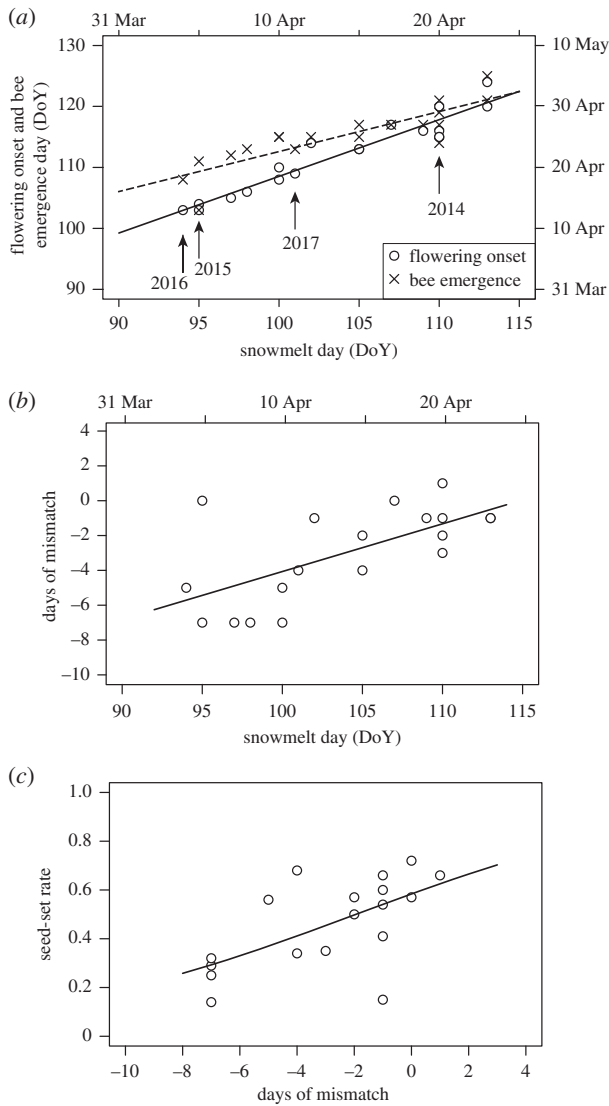 (a)
31 Mar 10 Apr 20 Apr
130 10 May
120 30 Apr
110 20 Apr
100 10 Apr
90 31 Mar
flowering onset and bee
emergence day (DoY)
2014
2017
2015
2016
flowering onset
bee emergence
90 95 100 105 110 115
snowmelt day (DoY)
(b)
31 Mar 10 Apr 20 Apr
4
2
0
−2
−4
−6
−8
−10
days of mismatch
90 95 100 105 110 115
snowmelt day (DoY)
(c)
1.0
0.8
0.6
0.4
0.2
0
seed-set rate
−10 −8 −6 −4 −2 0 2 4
days of mismatch